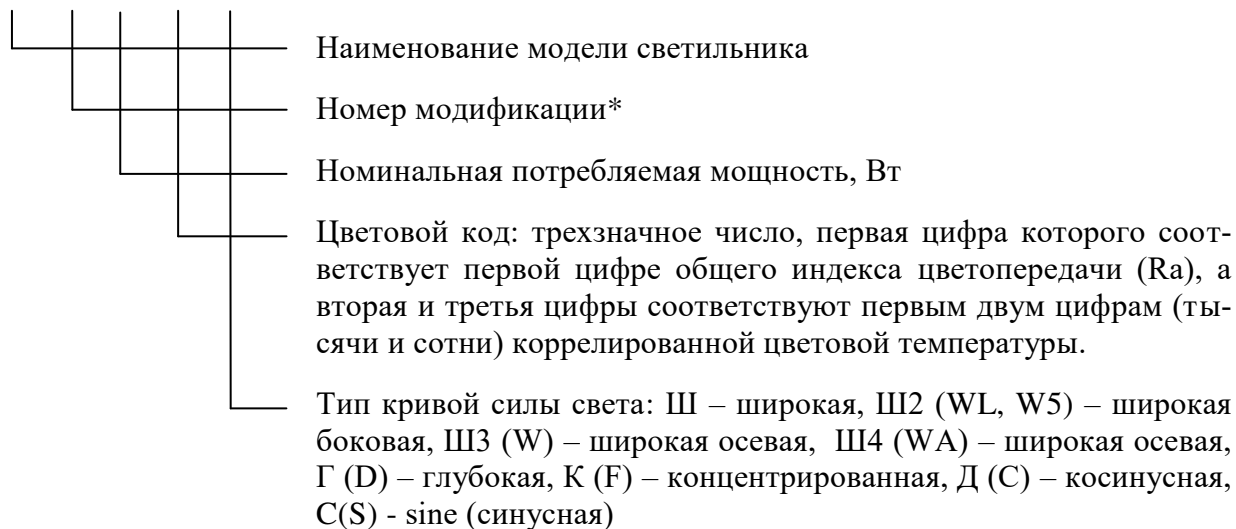 Наименование модели светильника
Номер модификации*
Номинальная потребляемая мощность, Вт
Цветовой код: трехзначное число, первая цифра которого соот-
ветствует первой цифре общего индекса цветопередачи (Ra), а
вторая и третья цифры соответствуют первым двум цифрам (ты-
сячи и сотни) коррелированной цветовой температуры.
Тип кривой силы света: Ш – широкая, Ш2 (WL, W5) – широкая
боковая, Ш3 (W) – широкая осевая, Ш4 (WA) – широкая осевая,
Г (D) – глубокая, К (F) – концентрированная, Д (C) – косинусная,
С(S) - sine (синусная)